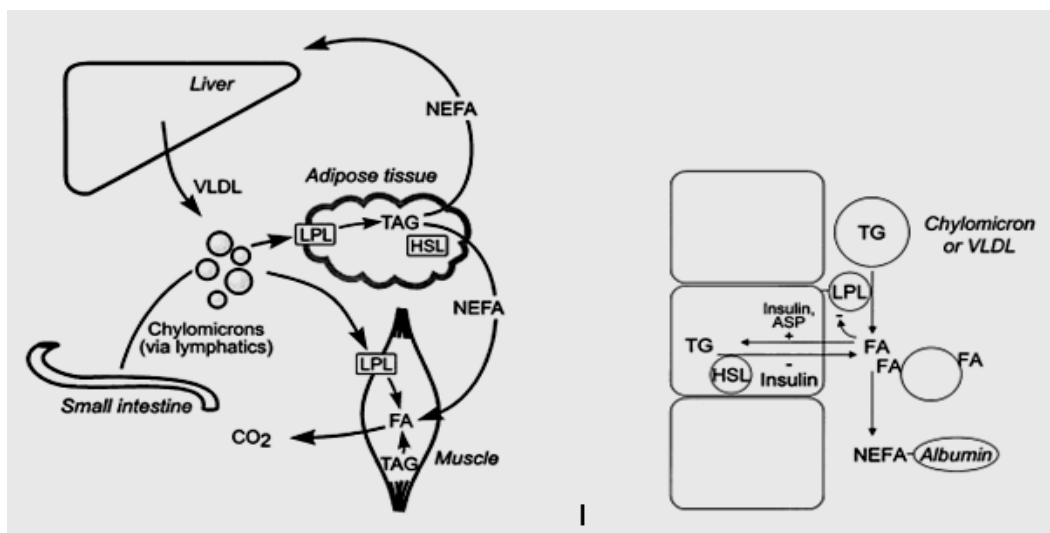 Liver
NEFA
VLDL
Adipose tissue
LPL
TAG
HSL
NEFA
Chylomicrons
(via lymphatics)
LPL
Small intestine
FA
CO2
TAG
Muscle
I
TG
Chylomicron
or VLDL
LPL
Insulin,
ASP
+
-
TG
FA
FA
FA
HSL
-
Insulin
NEFA
Albumin